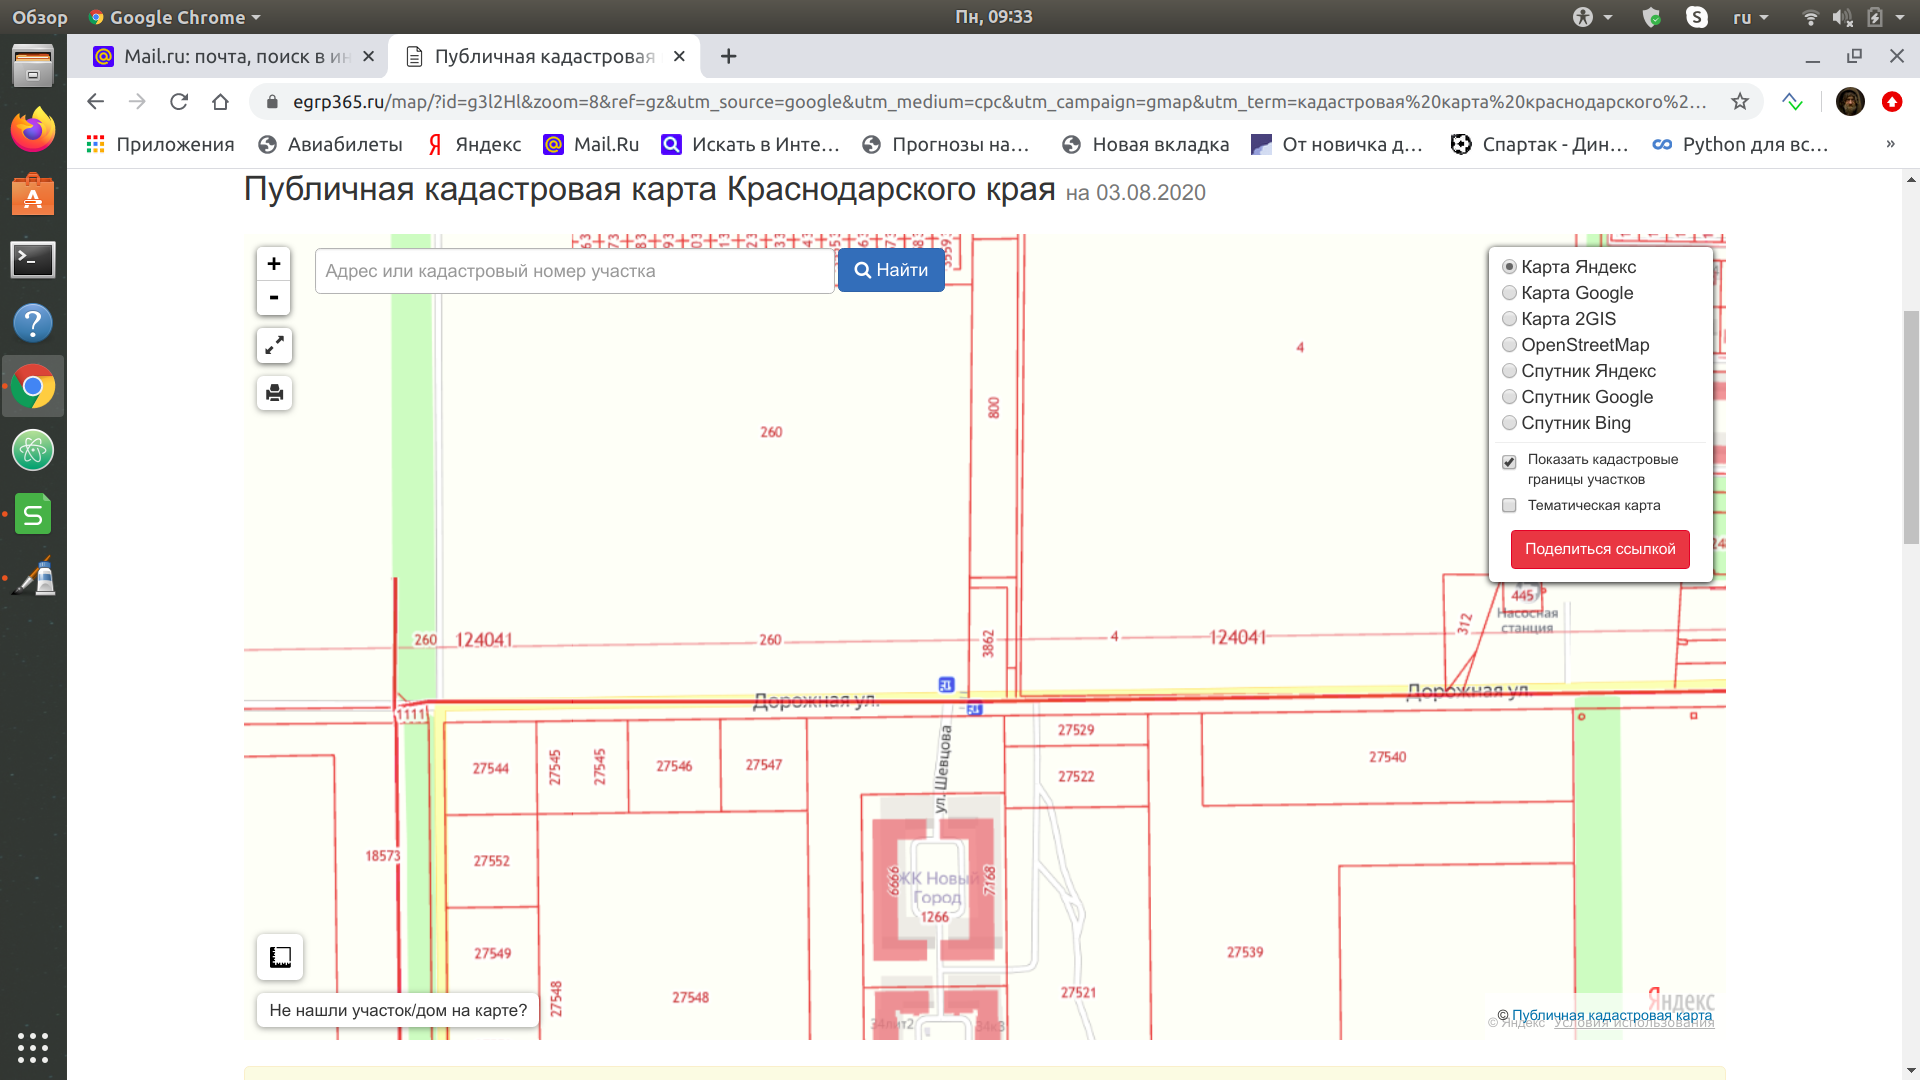 Обзор
Google Chrome
Пн, 09:33
ru
Mail.ru: почта, поиск в ин
Публичная кадастровая
egrp365.ru/map/?id=g3l2Hl&zoom=8&ref=gz&utm_source=google&utm_medium=cpc&utm_campaign=gmap&utm_term=кадастровая%20карта%20краснодарского%2...
Приложения
Авиабилеты
Яндекс
Mail.Ru
Искать в Инте...
Прогнозы на...
Новая вкладка
От новичка д...
Спартак - Дин...
Python для вс...
»
Публичная кадастровая карта Краснодарского края на 03.08.2020
+
-
Адрес или кадастровый номер участка
Найти
Карта Яндекс
Карта Google
Карта 2GIS
OpenStreetMap
Спутник Яндекс
Спутник Google
Спутник Bing
Показать кадастровые
границы участков
Тематическая карта
Поделиться ссылкой
4
800
260
445
Насосная
станция
312
260
124041
260
3862
4
124041
Дорожная ул.
Дорожная ул.
1111
27544
27545
27545
27546
27547
ул. Шевцова
27529
27522
27540
18573
27552
6666
ЖК Новый
Город
7168
1266
27549
27539
27548
27548
27521
34лит2
34к3
Не нашли участок/дом на карте?
Яндекс
© Публичная кадастровая карта
© Яндекс Условия использования